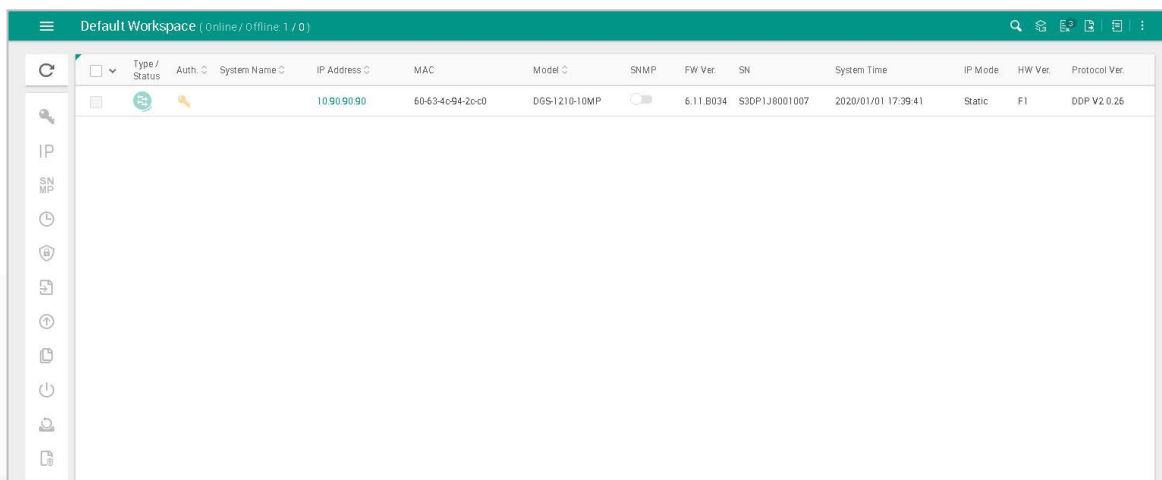 Default Workspace ( Online / Offline: 1 / 0 )
3
Type / Status Auth. System Name IP Address MAC Model SNMP FW Ver. SN System Time IP Mode HW Ver. Protocol Ver.
10.90.90.90 60-63-4c-94-2c-c0 DGS-1210-10MP 6.11.B034 S3DP1J8001007 2020/01/01 17:39:41 Static F1 DDP V2 0.26
IP
SN
MP